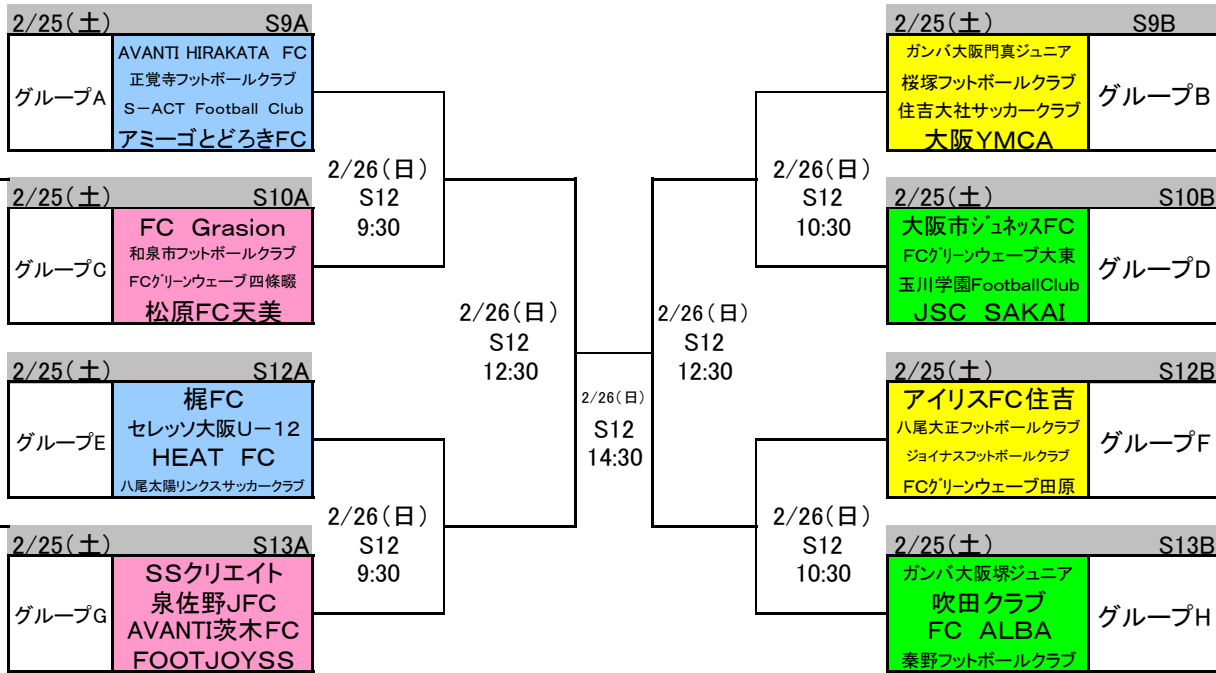 2/25(土) S9A
グループA
AVANTI HIRAKATA FC
正覚寺フットボールクラブ
S－ACT Football Club
アミーゴとどろきFC
2/25(土) S10A
グループC
FC Grasion
和泉市フットボールクラブ
FCグリーンウェーブ四條畷
松原FC天美
2/26(日)
S12
9:30
2/25(土) S12A
グループE
梶FC
セレッソ大阪U－12
HEAT FC
八尾太陽リンクスサッカークラブ
2/25(土) S13A
グループG
SSクリエイト
泉佐野JFC
AVANTI茨木FC
FOOTJOYSS
2/26(日)
S12
9:30
2/26(日)
S12
12:30
2/26(日)
S12
14:30
2/26(日)
S12
12:30
2/26(日)
S12
10:30
2/25(土) S9B
ガンバ大阪門真ジュニア
桜塚フットボールクラブ
住吉大社サッカークラブ
大阪YMCA
グループB
2/25(土) S10B
大阪市ジュネッスFC
FCグリーンウェーブ大東
玉川学園FootballClub
JSC SAKAI
グループD
2/26(日)
S12
10:30
2/25(土) S12B
アイリスFC住吉
八尾大正フットボールクラブ
ジョイナスフットボールクラブ
FCグリーンウェーブ田原
グループF
2/25(土) S13B
ガンバ大阪堺ジュニア
吹田クラブ
FC ALBA
秦野フットボールクラブ
グループH